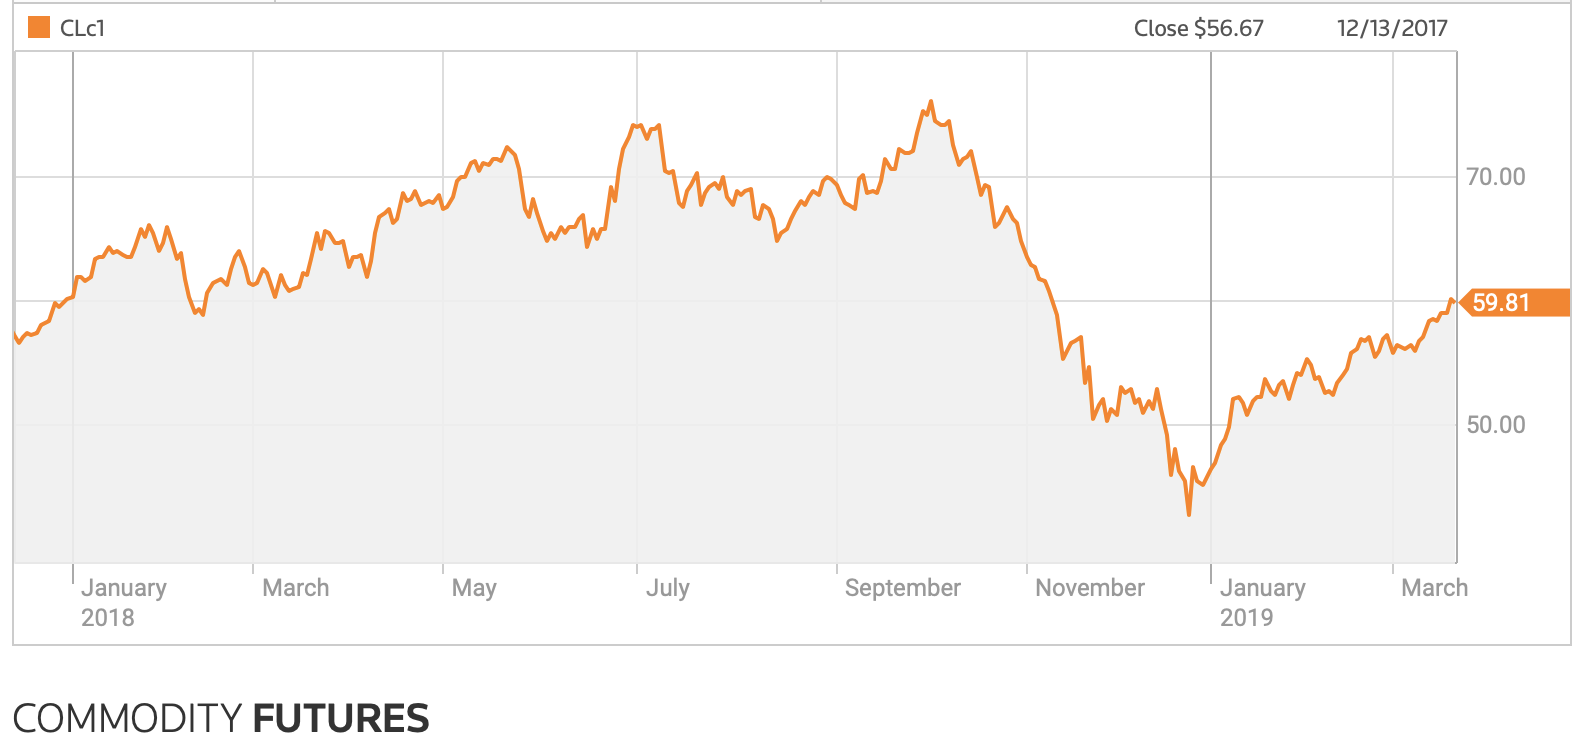 CLc1 Close $56.67 12/13/2017
70.00
59.81
50.00
January March May July September November January March
2018 2019
COMMODITY FUTURES